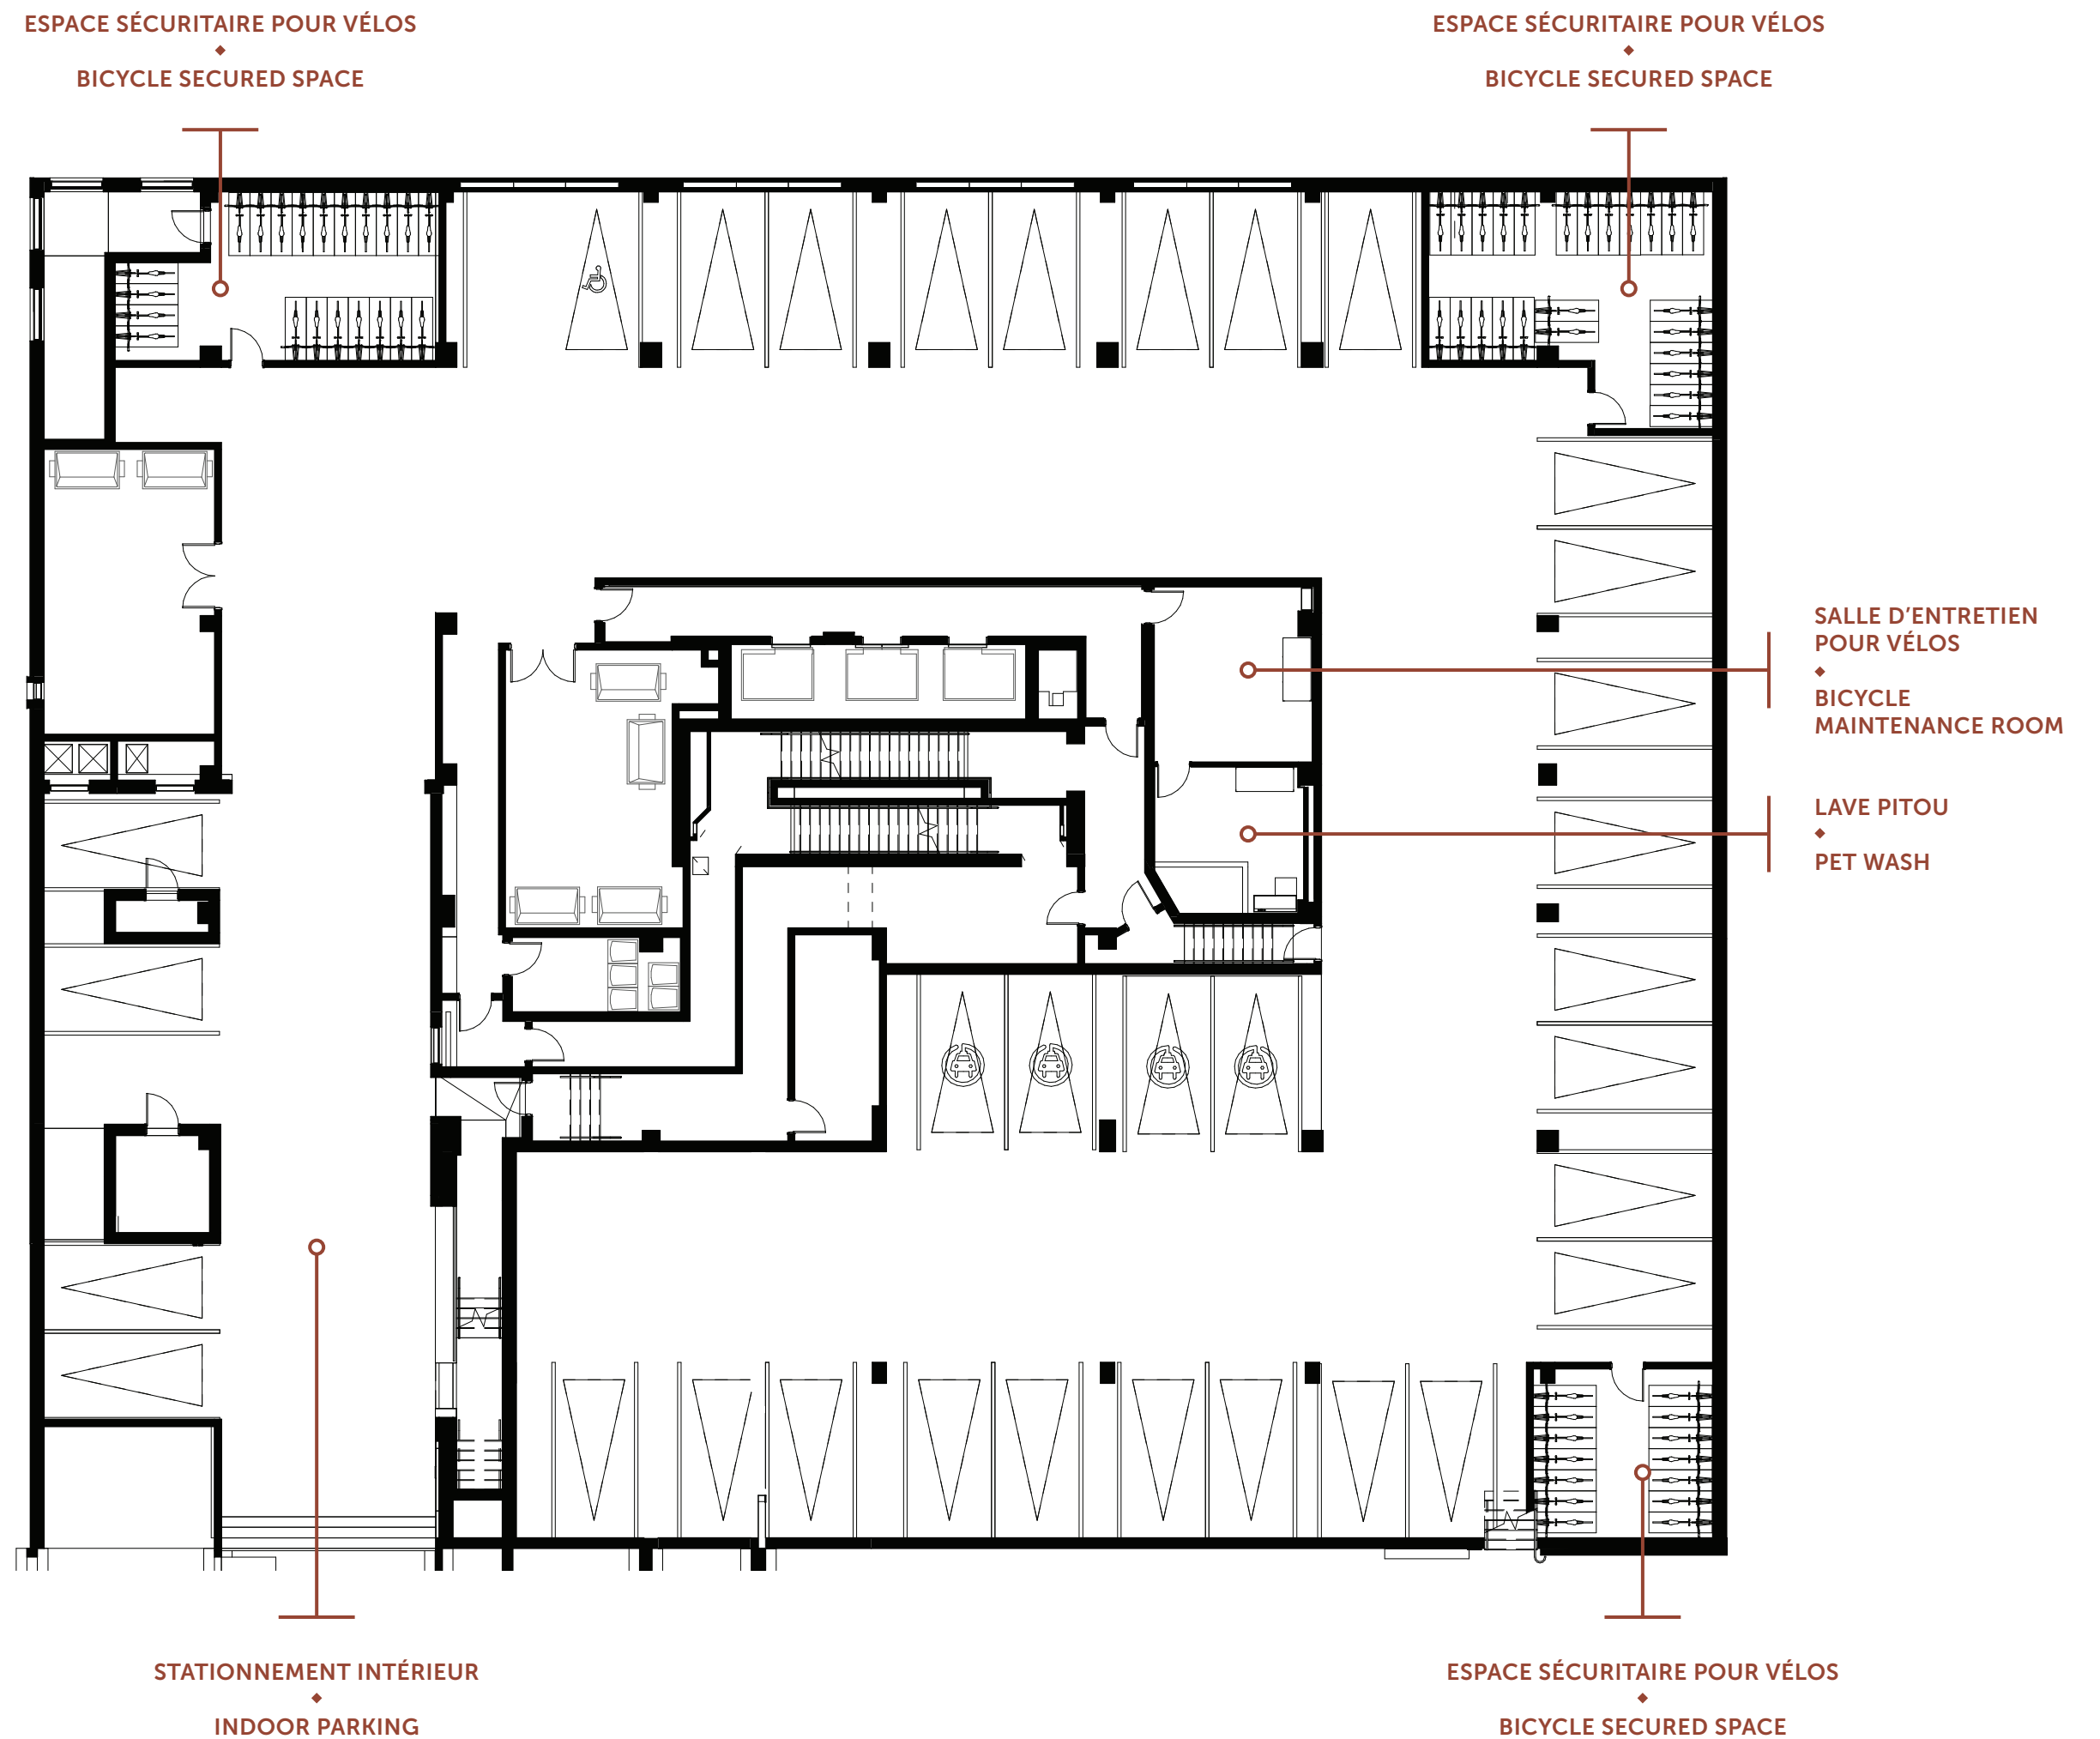 ESPACE SÉCURITAIRE POUR VÉLOS
BICYCLE SECURED SPACE
ESPACE SÉCURITAIRE POUR VÉLOS
BICYCLE SECURED SPACE
SALLE D’ENTRETIEN
POUR VÉLOS
BICYCLE
MAINTENANCE ROOM
LAVE PITOU
PET WASH
STATIONNEMENT INTÉRIEUR
INDOOR PARKING
ESPACE SÉCURITAIRE POUR VÉLOS
BICYCLE SECURED SPACE